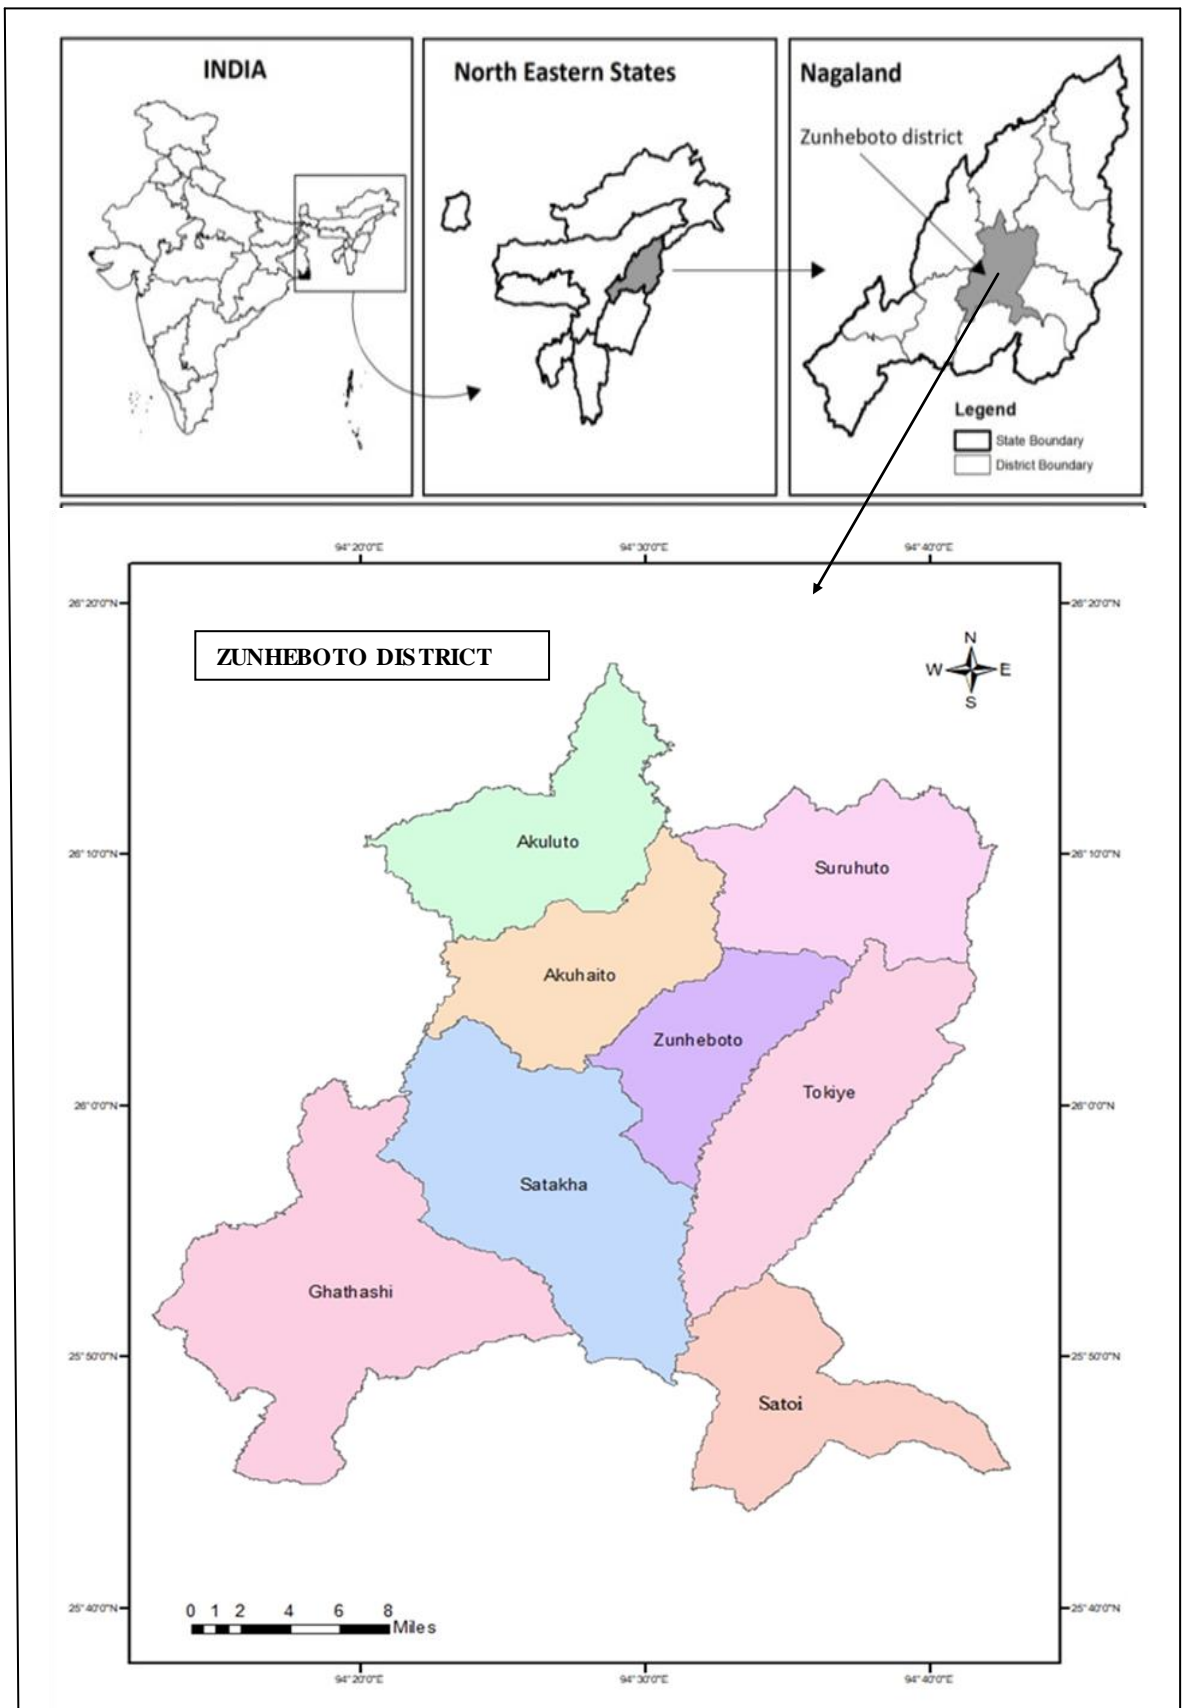 INDIA
North Eastern States
Nagaland
Zunheboto district
Legend
State Boundary
District Boundary
94°20'0"E
94°30'0"E
94°40'0"E
26°20'0"N
26°20'0"N
ZUNHEBOTO DISTRICT
N
W
E
S
Akuluto
26°10'0"N
Suruhuto
26°10'0"N
Akuhaito
Zunheboto
Tokiye
26°0'0"N
26°0'0"N
Satakha
Ghathashi
25°50'0"N
25°50'0"N
Satoi
25°40'0"N
25°40'0"N
0 1 2 4 6 8
Miles
94°20'0"E
94°30'0"E
94°40'0"E